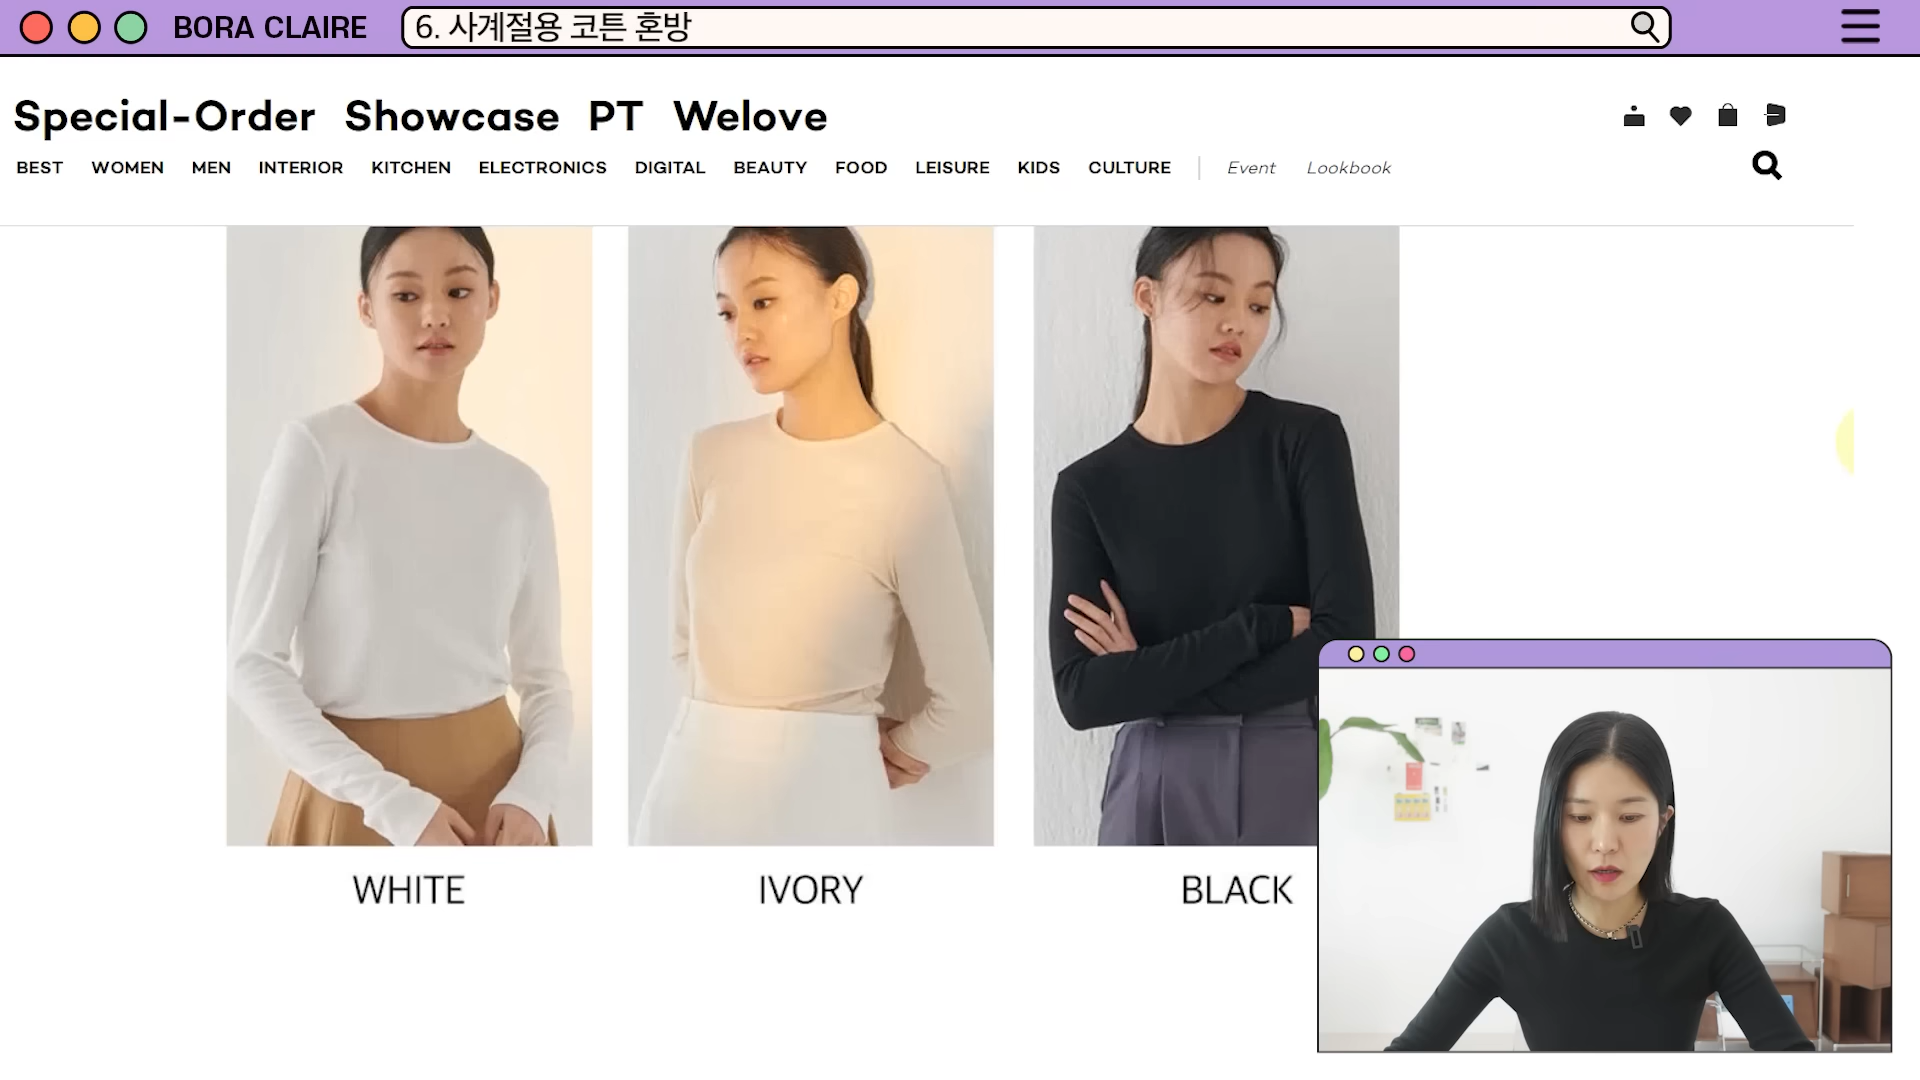 BORA CLAIRE 6. 사계절용 코튼 혼방
Special-Order Showcase PT Welove
BEST WOMEN MEN INTERIOR KITCHEN ELECTRONICS DIGITAL BEAUTY FOOD LEISURE KIDS CULTURE Event Lookbook
WHITE IVORY BLACK